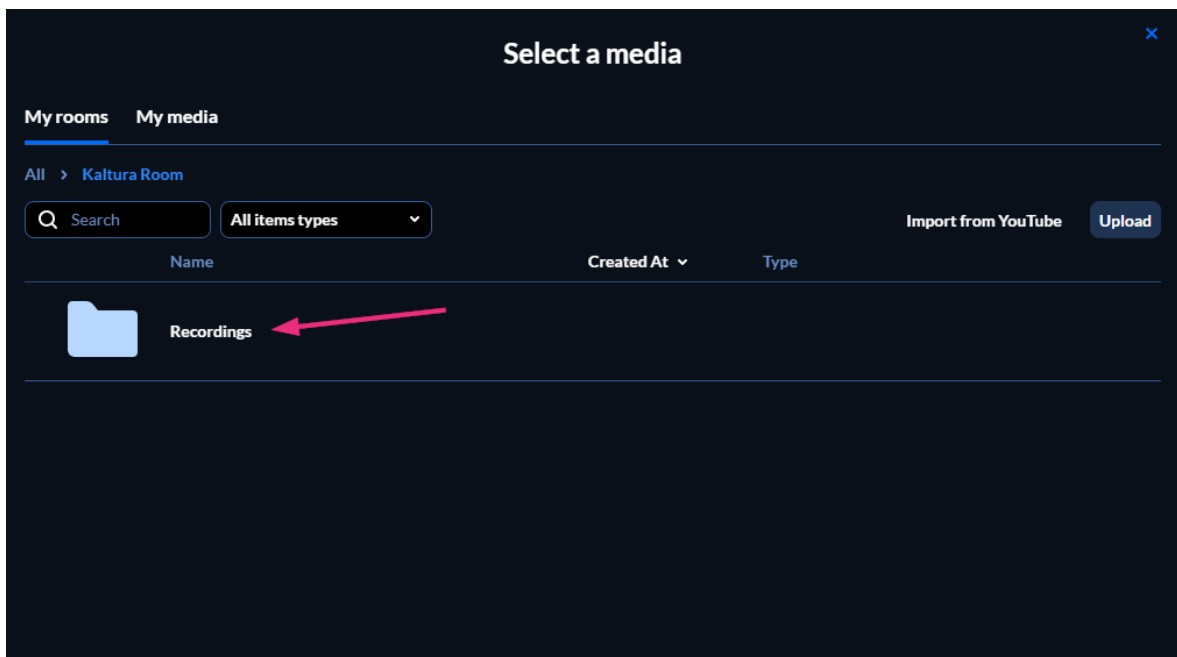 Select a media
My rooms My media
All > Kaltura Room
Search All items types Import from YouTube Upload
Name Created At Type
Recordings